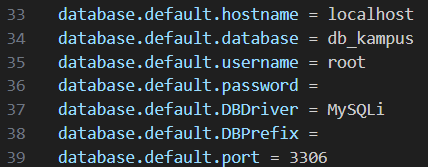 33 database.default.hostname = localhost
34 database.default.database = db_kampus
35 database.default.username = root
36 database.default.password =
37 database.default.DBDriver = MySQLi
38 database.default.DBPrefix =
39 database.default.port = 3306